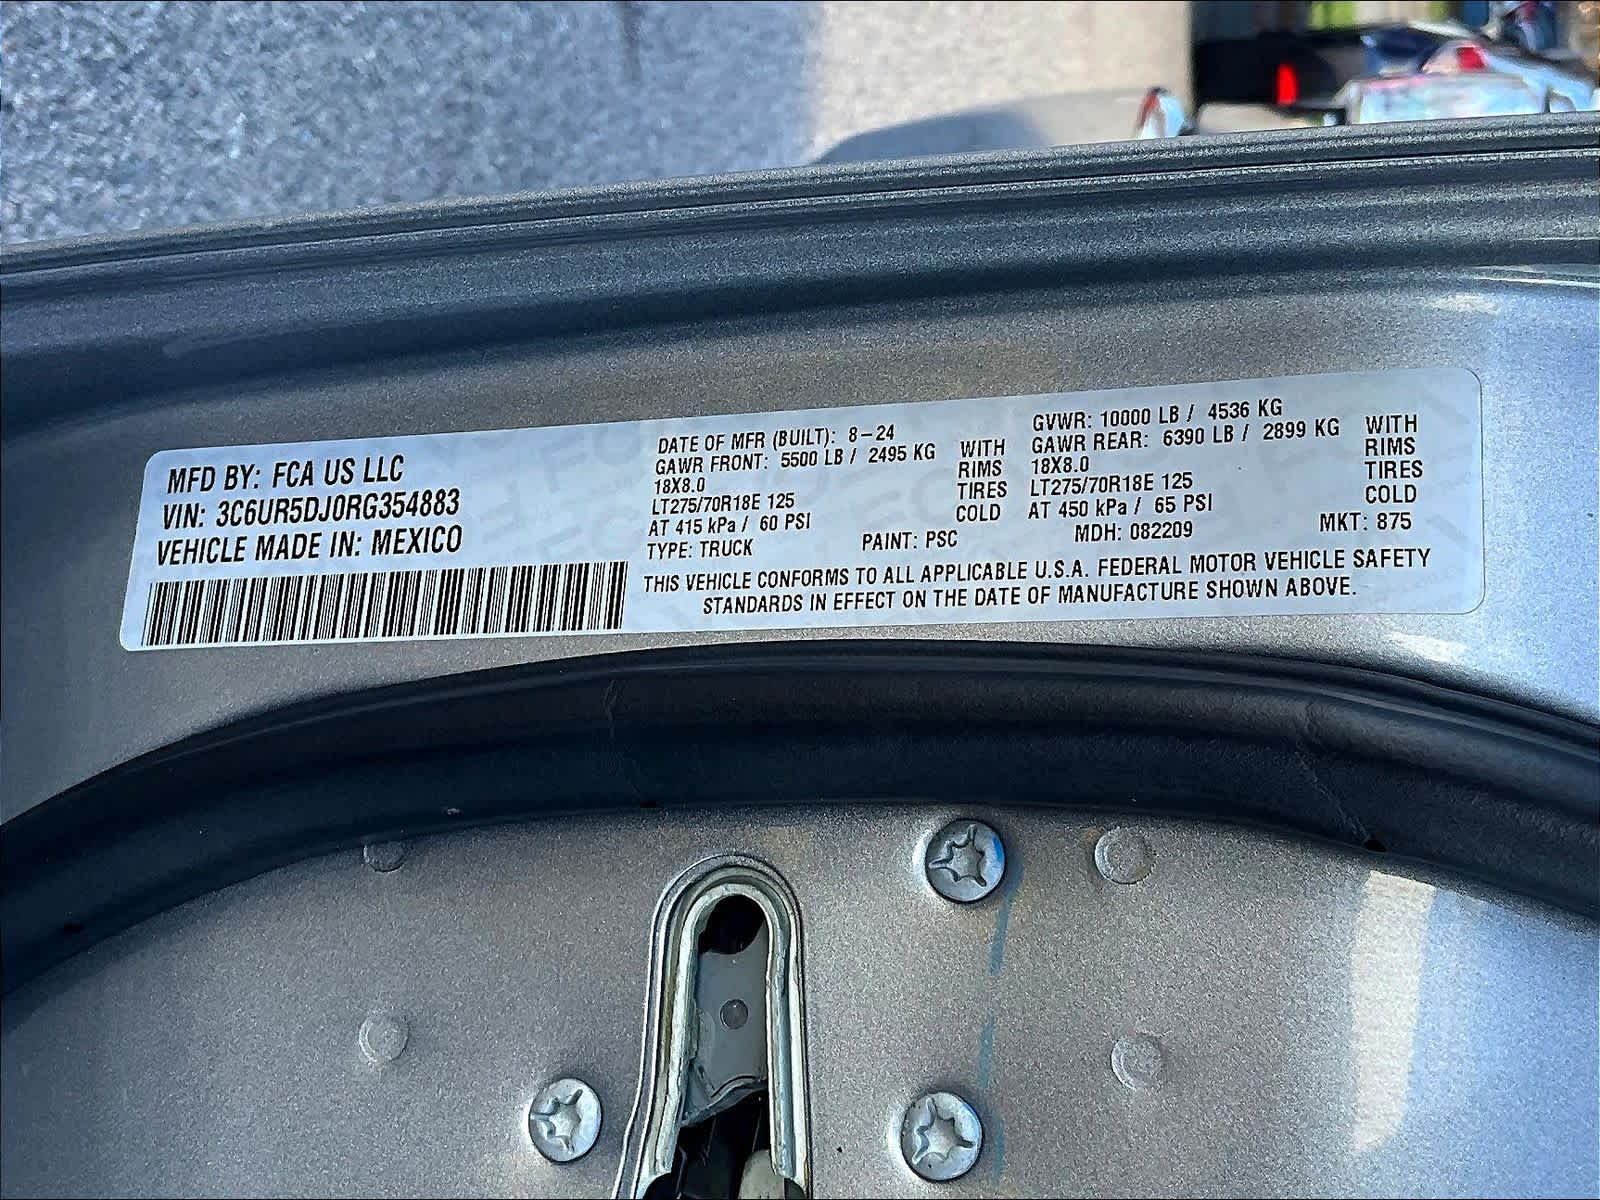 MFD BY: FCA US LLC
VIN: 3C6UR5DJ0RG354883
VEHICLE MADE IN: MEXICO
DATE OF MFR (BUILT): 8-24
GAWR FRONT: 5500 LB / 2495 KG WITH
18X8.0 RIMS
LT275/70R18E 125 TIRES
AT 415 kPa / 60 PSI COLD
GVWR: 10000 LB / 4536 KG
GAWR REAR: 6390 LB / 2899 KG WITH
18X8.0 RIMS
LT275/70R18E 125 TIRES
AT 450 kPa / 65 PSI COLD
TYPE: TRUCK PAINT: PSC MDH: 082209 MKT: 875
THIS VEHICLE CONFORMS TO ALL APPLICABLE U.S.A. FEDERAL MOTOR VEHICLE SAFETY
STANDARDS IN EFFECT ON THE DATE OF MANUFACTURE SHOWN ABOVE.